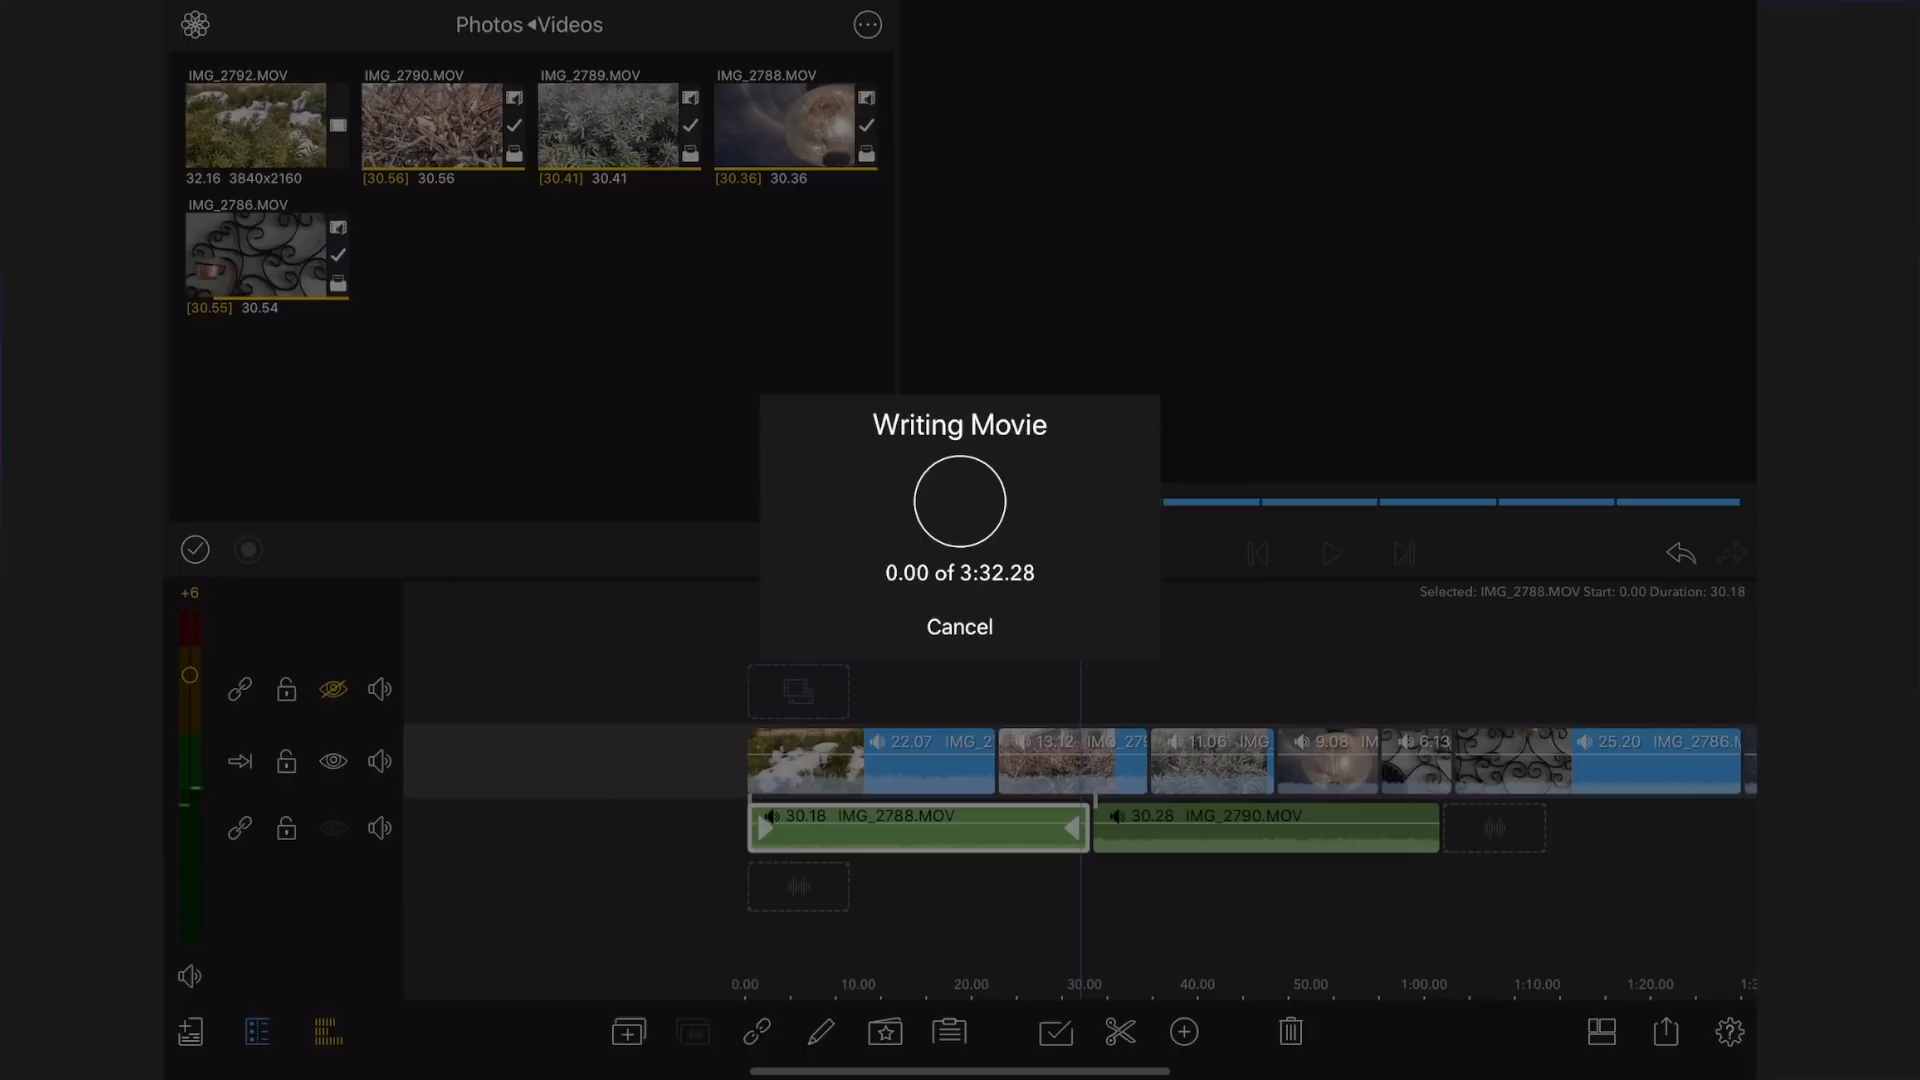 Photos Videos
IMG_2792.MOV
IMG_2790.MOV
IMG_2789.MOV
IMG_2788.MOV
32.16 3840x2160
[30.56] 30.56
[30.41] 30.41
[30.36] 30.36
IMG_2786.MOV
[30.55] 30.54
Writing Movie
0.00 of 3:32.28
Cancel
+6
Selected: IMG_2788.MOV Start: 0.00 Duration: 30.18
22.07 IMG_2
13.12 IMG_279
11.06 IMG_
9.08 IM
6.13
25.20 IMG_2786.M
30.18 IMG_2788.MOV
30.28 IMG_2790.MOV
0.00 10.00 20.00 30.00 40.00 50.00 1:00.00 1:10.00 1:20.00 1:3